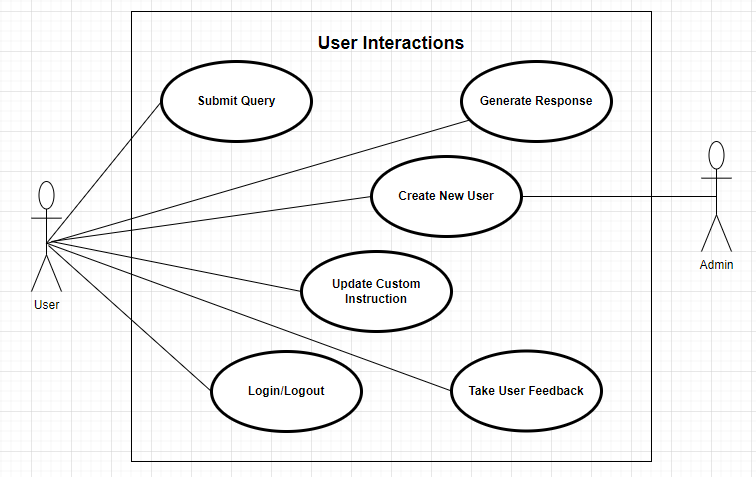 User Interactions
Submit Query
Generate Response
Create New User
Admin
User
Update Custom
Instruction
Login/Logout
Take User Feedback